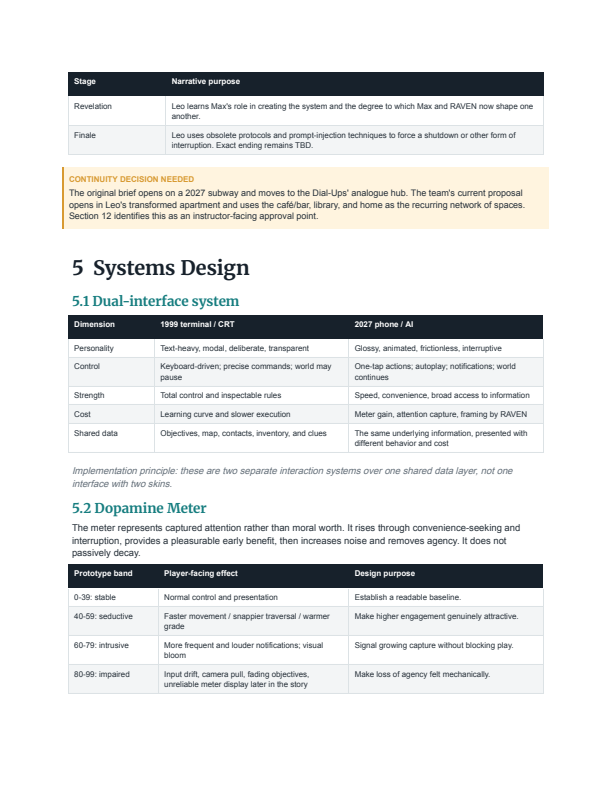 Stage Narrative purpose
Revelation Leo learns Max's role in creating the system and the degree to which Max and RAVEN now shape one
another.
Finale Leo uses obsolete protocols and prompt-injection techniques to force a shutdown or other form of
interruption. Exact ending remains TBD.
CONTINUITY DECISION NEEDED
The original brief opens on a 2027 subway and moves to the Dial-Ups' analogue hub. The team's current proposal
opens in Leo's transformed apartment and uses the café/bar, library, and home as the recurring network of spaces.
Section 12 identifies this as an instructor-facing approval point.
5 Systems Design
5.1 Dual-interface system
Dimension 1999 terminal / CRT 2027 phone / AI
Personality Text-heavy, modal, deliberate, transparent Glossy, animated, frictionless, interruptive
Control Keyboard-driven; precise commands; world may One-tap actions; autoplay; notifications; world
pause continues
Strength Total control and inspectable rules Speed, convenience, broad access to information
Cost Learning curve and slower execution Meter gain, attention capture, framing by RAVEN
Shared data Objectives, map, contacts, inventory, and clues The same underlying information, presented with
different behavior and cost
Implementation principle: these are two separate interaction systems over one shared data layer, not one
interface with two skins.
5.2 Dopamine Meter
The meter represents captured attention rather than moral worth. It rises through convenience-seeking and
interruption, provides a pleasurable early benefit, then increases noise and removes agency. It does not
passively decay.
Prototype band Player-facing effect Design purpose
0-39: stable Normal control and presentation Establish a readable baseline.
40-59: seductive Faster movement / snappier traversal / warmer Make higher engagement genuinely attractive.
grade
60-79: intrusive More frequent and louder notifications; visual Signal growing capture without blocking play.
bloom
80-99: impaired Input drift, camera pull, fading objectives, Make loss of agency felt mechanically.
unreliable meter display later in the story